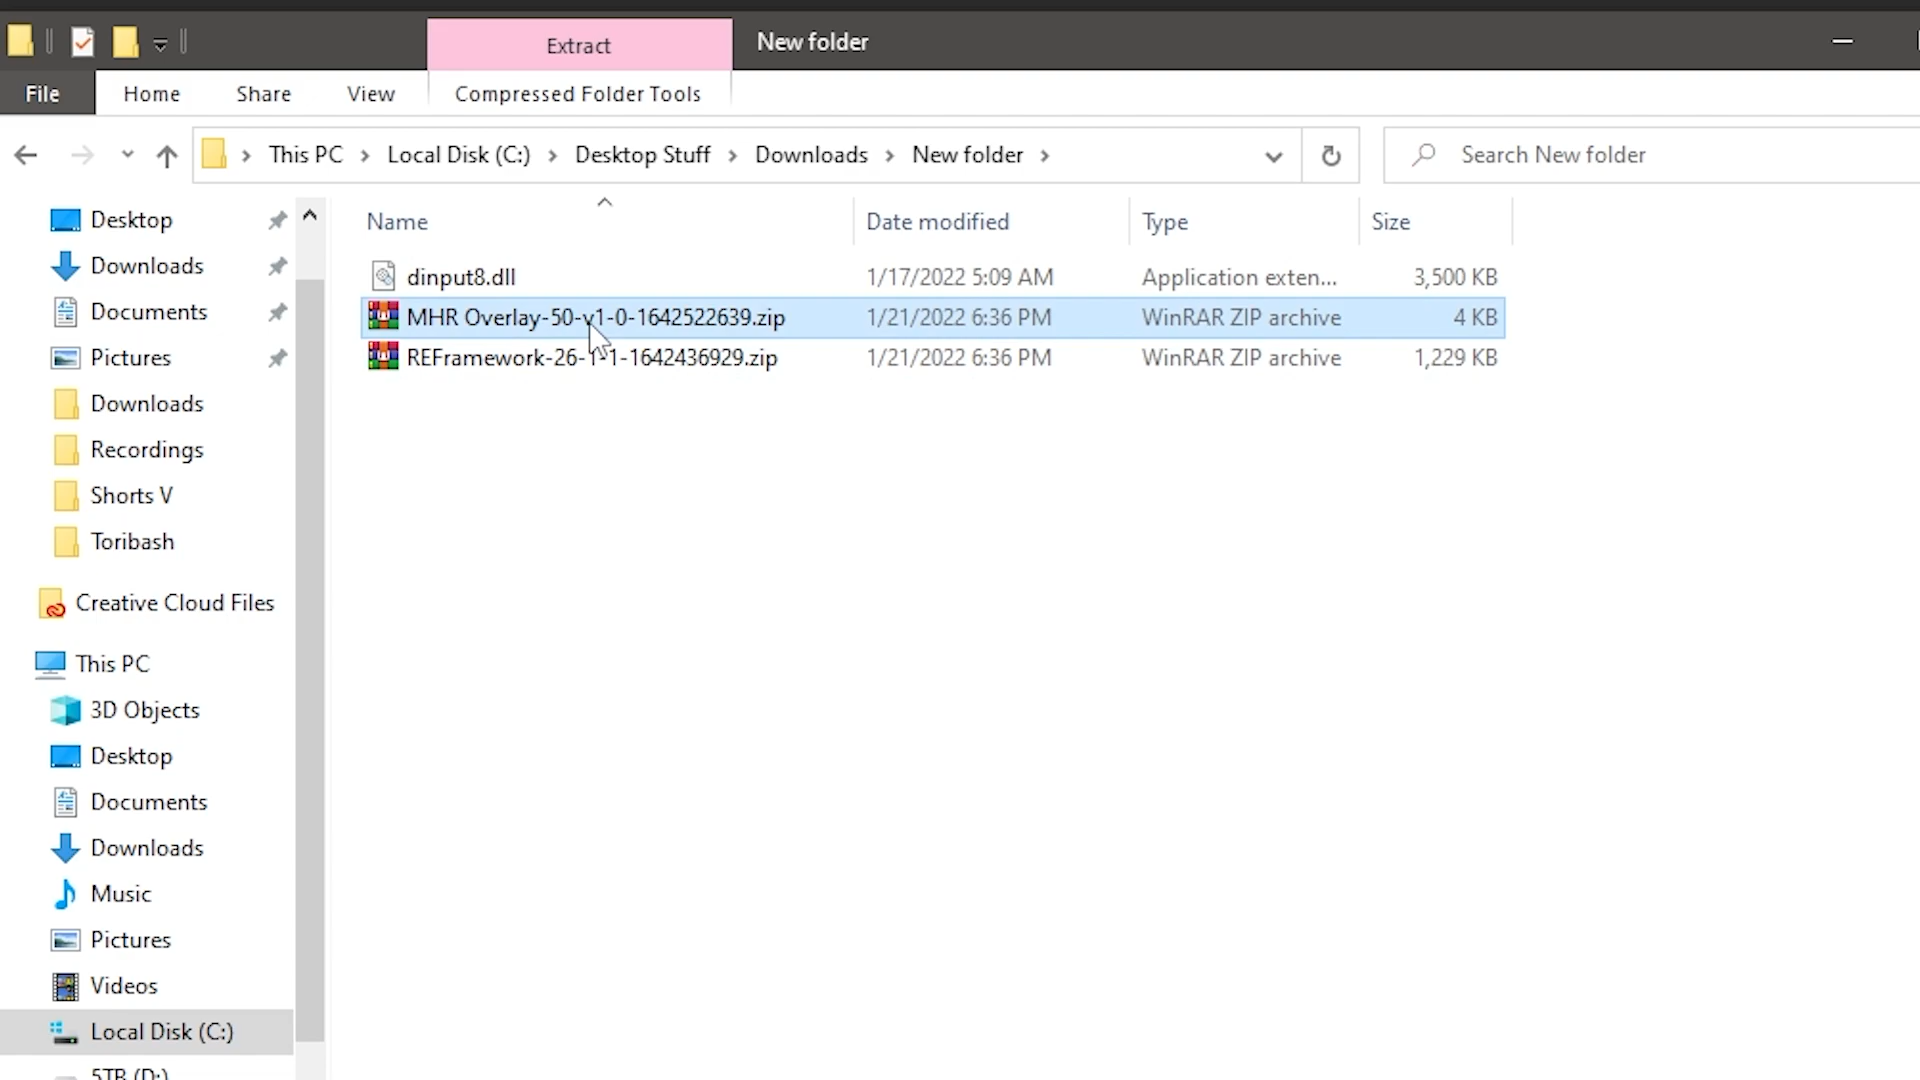 Extract
New folder
File Home Share View Compressed Folder Tools
This PC Local Disk (C:) Desktop Stuff Downloads New folder
Search New folder
Name Date modified Type Size
dinput8.dll 1/17/2022 5:09 AM Application exten... 3,500 KB
MHR Overlay-50-v1-0-1642522639.zip 1/21/2022 6:36 PM WinRAR ZIP archive 4 KB
REFramework-26-1-1-1642436929.zip 1/21/2022 6:36 PM WinRAR ZIP archive 1,229 KB
Desktop
Downloads
Documents
Pictures
Downloads
Recordings
Shorts V
Toribash
Creative Cloud Files
This PC
3D Objects
Desktop
Documents
Downloads
Music
Pictures
Videos
Local Disk (C:)
5TB (D:)